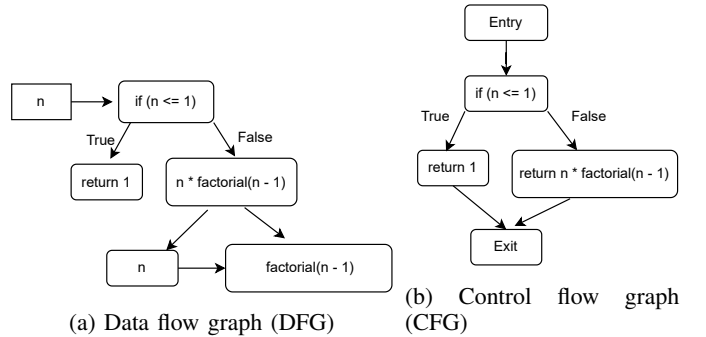 n
if (n <= 1)
True
False
return 1
n * factorial(n - 1)
n
factorial(n - 1)
(a) Data flow graph (DFG)
Entry
if (n <= 1)
True
False
return 1
return n * factorial(n - 1)
Exit
(b) Control flow graph
(CFG)